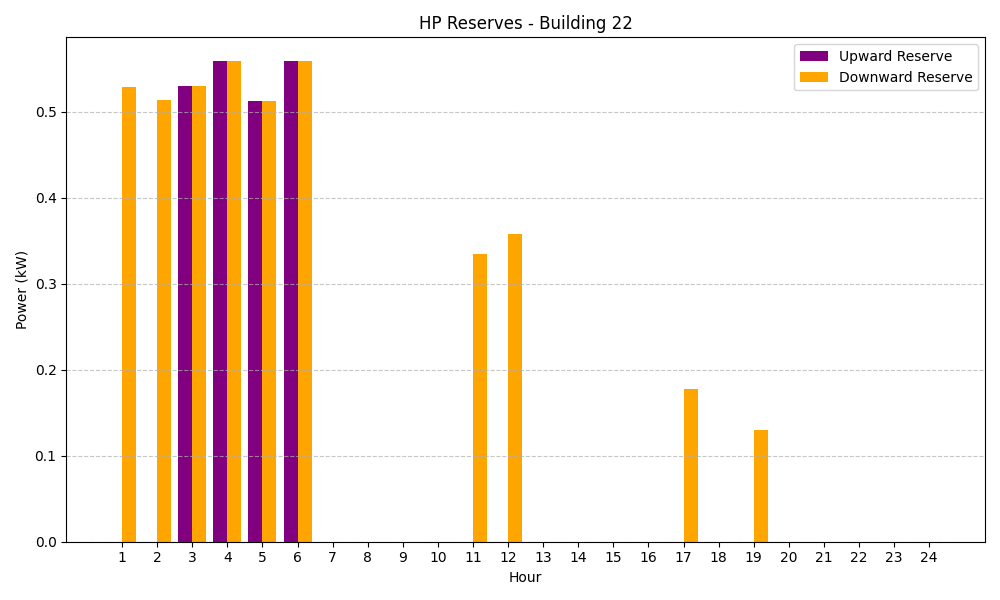 HP Reserves - Building 22
Upward Reserve
Downward Reserve
Power (kW)
0.5
0.4
0.3
0.2
0.1
0.0
1 2 3 4 5 6 7 8 9 10 11 12 13 14 15 16 17 18 19 20 21 22 23 24
Hour